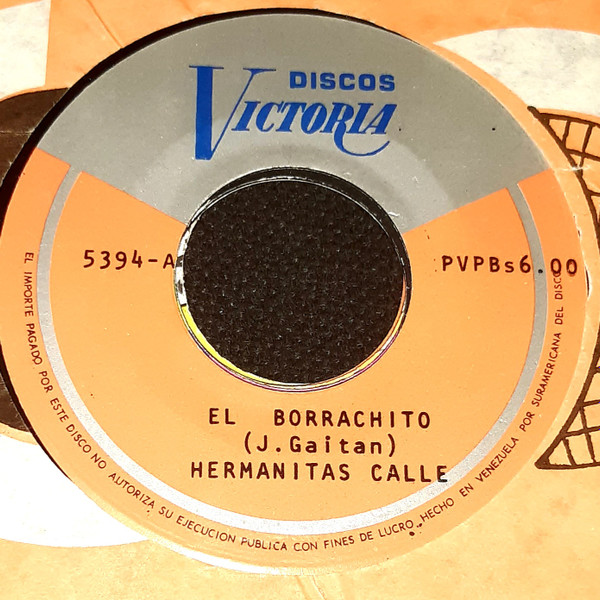 DISCOS
VICTORIA
5394-A
PVPBs6.00
EL BORRACHITO
(J.Gaitan)
HERMANITAS CALLE
EL IMPORTE PAGADO POR ESTE DISCO NO AUTORIZA SU EJECUCION PUBLICA CON FINES DE LUCRO. HECHO EN VENEZUELA POR SURAMERICANA DEL DISCO